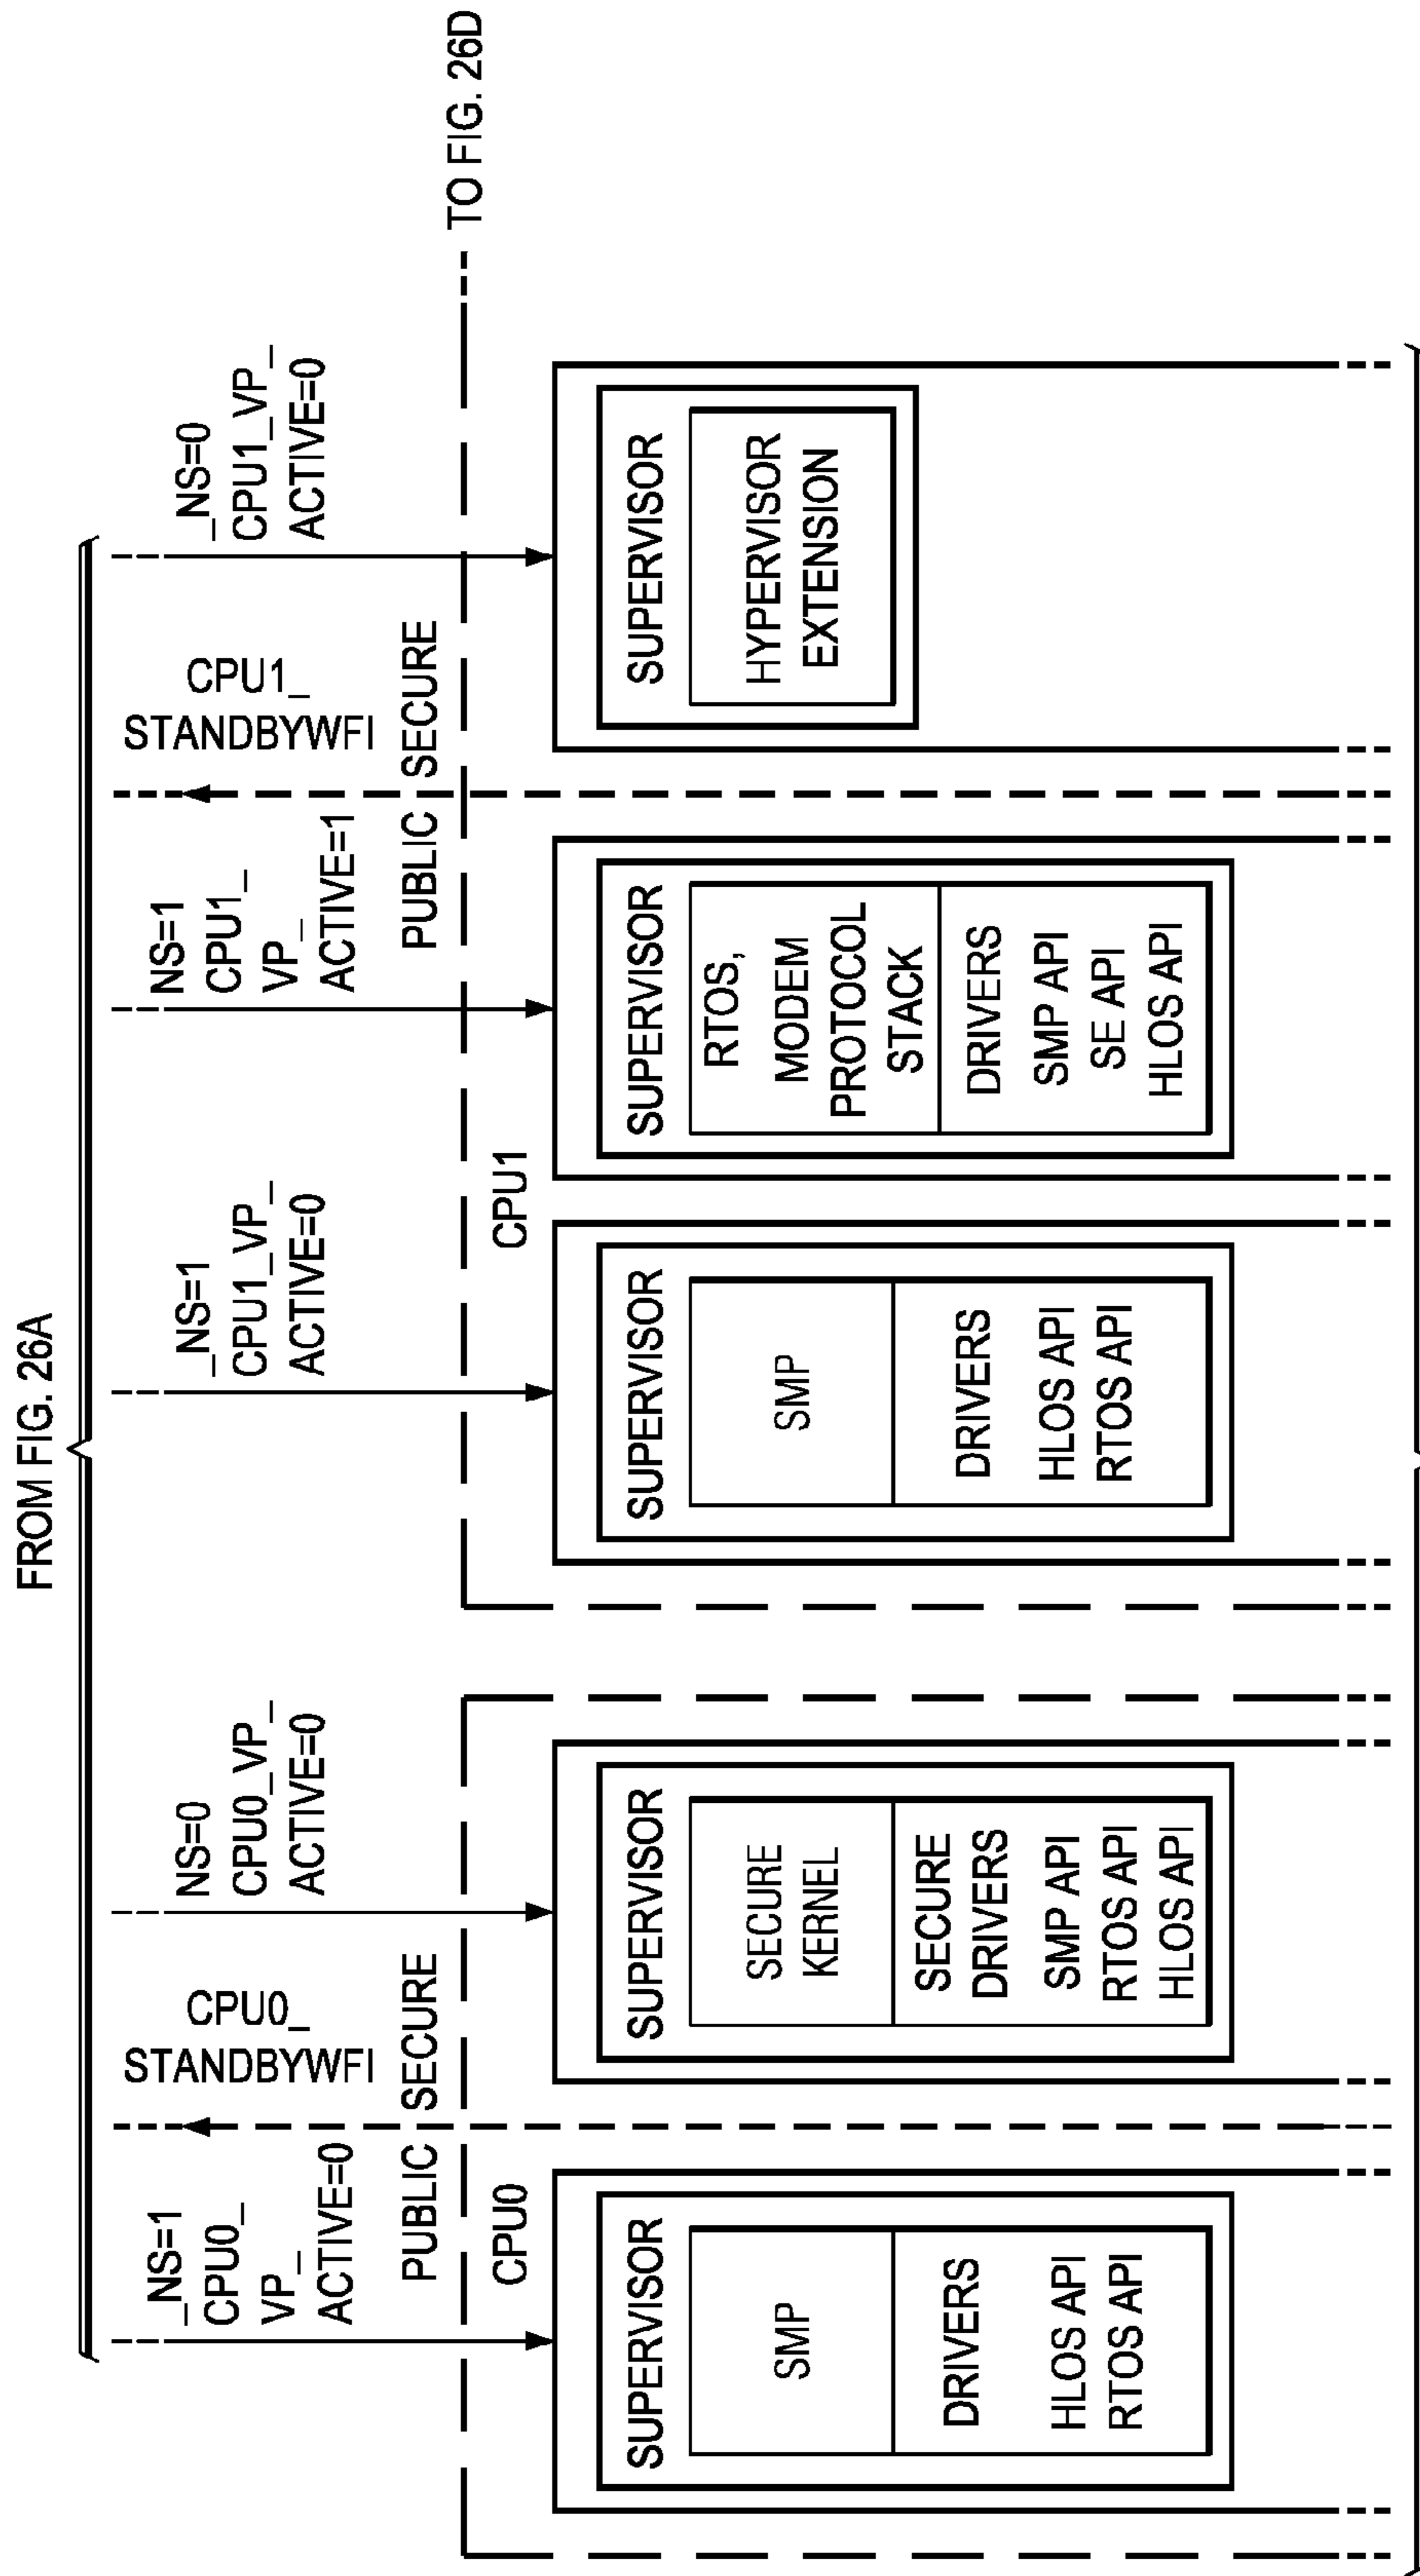 FROM FIG. 26A
_NS=1
CPU0_
VP_
ACTIVE=0
CPU0_
STANDBYWFI
NS=0
CPU0_VP_
ACTIVE=0
_NS=1
CPU1_VP_
ACTIVE=0
NS=1
CPU1_
VP_
ACTIVE=1
CPU1_
STANDBYWFI
_NS=0
CPU1_VP_
ACTIVE=0
PUBLIC
SECURE
PUBLIC
SECURE
TO FIG. 26D
CPU0
SUPERVISOR
SMP
DRIVERS
HLOS API
RTOS API
SUPERVISOR
SECURE
KERNEL
SECURE
DRIVERS
SMP API
RTOS API
HLOS API
CPU1
SUPERVISOR
SMP
DRIVERS
HLOS API
RTOS API
SUPERVISOR
RTOS,
MODEM
PROTOCOL
STACK
DRIVERS
SMP API
SE API
HLOS API
SUPERVISOR
HYPERVISOR
EXTENSION